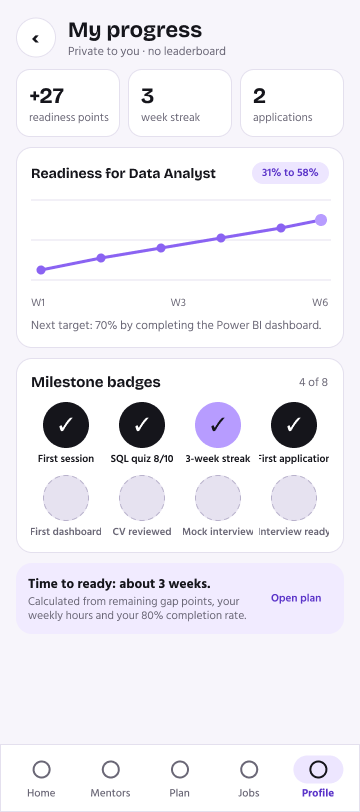 My progress
Private to you · no leaderboard
+27
readiness points
3
week streak
2
applications
Readiness for Data Analyst
31% to 58%
W1
W3
W6
Next target: 70% by completing the Power BI dashboard.
Milestone badges
4 of 8
First session
SQL quiz 8/10
3-week streak
First application
First dashboard
CV reviewed
Mock interview
Interview ready
Time to ready: about 3 weeks.
Calculated from remaining gap points, your
weekly hours and your 80% completion rate.
Open plan
Home
Mentors
Plan
Jobs
Profile